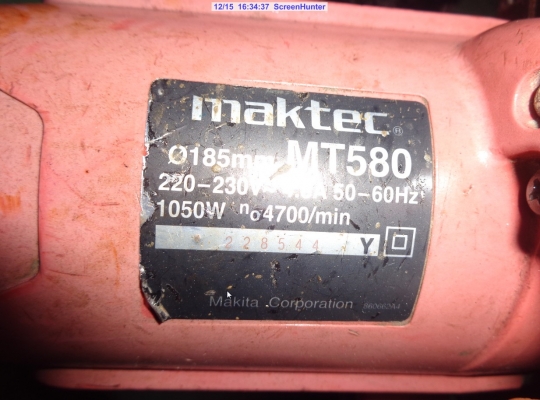 12/15 16:34:37 ScreenHunter
maktec®
Ø185mm MT580
220-230V~ 50-60Hz
1050W n₀4700/min
228544 Y
Makita Corporation